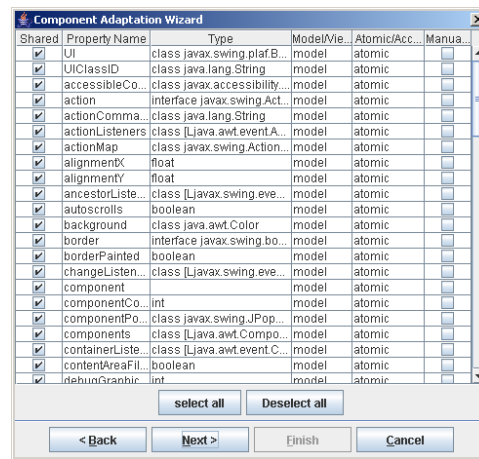 Component Adaptation Wizard
Shared Property Name Type Model/Vie... Atomic/Acc... Manua...
UI class javax.swing.plaf.B... model atomic
UIClassID class java.lang.String model atomic
accessibleCo... class javax.accessibility.... model atomic
action interface javax.swing.Act... model atomic
actionComma... class java.lang.String model atomic
actionListeners class [Ljava.awt.event.A... model atomic
actionMap class javax.swing.Action... model atomic
alignmentX float model atomic
alignmentY float model atomic
ancestorListe... class [Ljavax.swing.eve... model atomic
autoscrolls boolean model atomic
background class java.awt.Color model atomic
border interface javax.swing.bo... model atomic
borderPainted boolean model atomic
changeListen... class [Ljavax.swing.eve... model atomic
component model atomic
componentCo... int model atomic
componentPo... class javax.swing.JPop... model atomic
components class [Ljava.awt.Compo... model atomic
containerListe... class [Ljava.awt.event.C... model atomic
contentAreaFil... boolean model atomic
debugGraphic... int model atomic
select all Deselect all
< Back Next > Finish Cancel